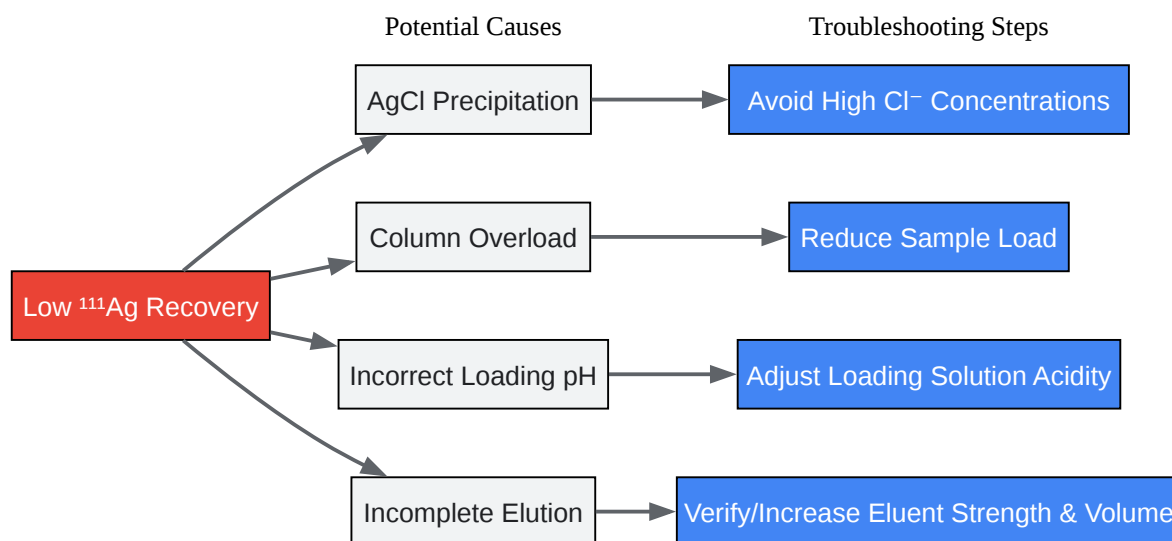 Potential Causes
Troubleshooting Steps
AgCl Precipitation
Avoid High Cl⁻ Concentrations
Column Overload
Reduce Sample Load
Low ¹¹¹Ag Recovery
Incorrect Loading pH
Adjust Loading Solution Acidity
Incomplete Elution
Verify/Increase Eluent Strength & Volume